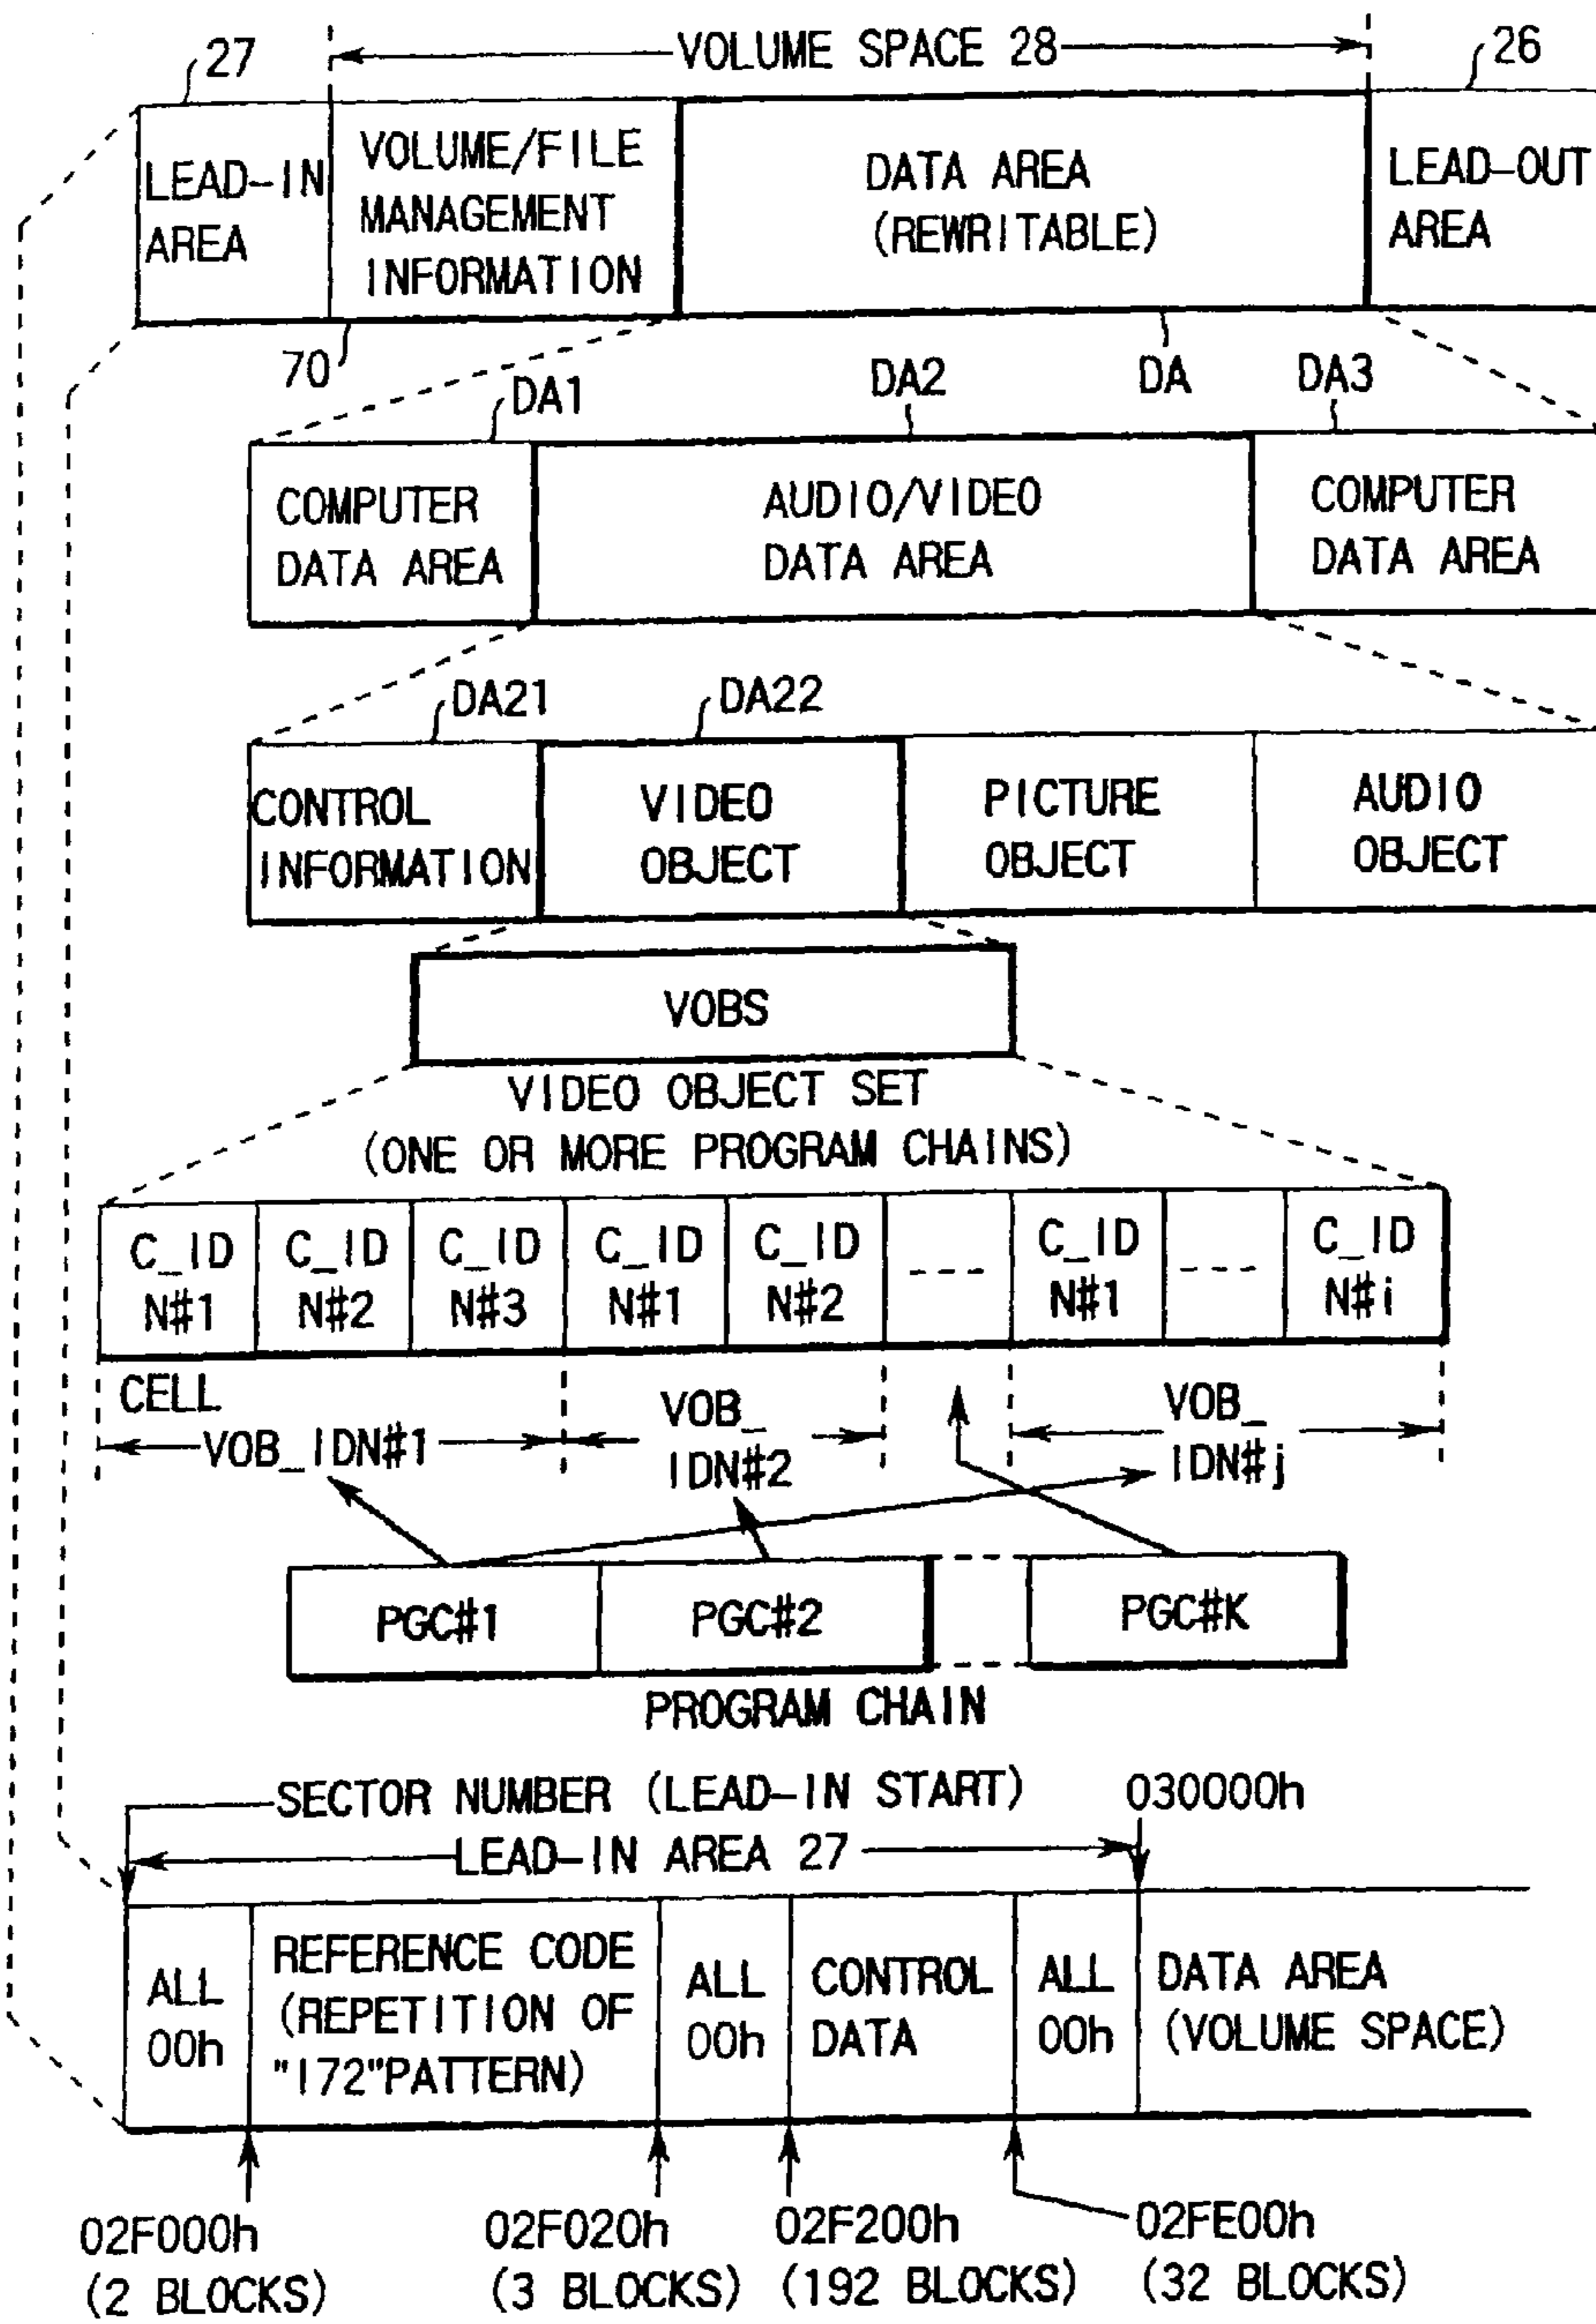 27
VOLUME SPACE 28
26
LEAD-IN
AREA
VOLUME/FILE
MANAGEMENT
INFORMATION
DATA AREA
(REWRITABLE)
LEAD-OUT
AREA
70
DA1
DA2
DA
DA3
COMPUTER
DATA AREA
AUDIO/VIDEO
DATA AREA
COMPUTER
DATA AREA
DA21
DA22
CONTROL
INFORMATION
VIDEO
OBJECT
PICTURE
OBJECT
AUDIO
OBJECT
VOBS
VIDEO OBJECT SET
(ONE OR MORE PROGRAM CHAINS)
C_ID
N#1
C_ID
N#2
C_ID
N#3
C_ID
N#1
C_ID
N#2
----
C_ID
N#1
----
C_ID
N#i
CELL
VOB_IDN#1
VOB_
IDN#2
VOB_
IDN#j
PGC#1
PGC#2
PGC#K
PROGRAM CHAIN
SECTOR NUMBER (LEAD-IN START)
030000h
LEAD-IN AREA 27
ALL
00h
REFERENCE CODE
(REPETITION OF
"172"PATTERN)
ALL
00h
CONTROL
DATA
ALL
00h
DATA AREA
(VOLUME SPACE)
02F000h
(2 BLOCKS)
02F020h
(3 BLOCKS)
02F200h
(192 BLOCKS)
02FE00h
(32 BLOCKS)